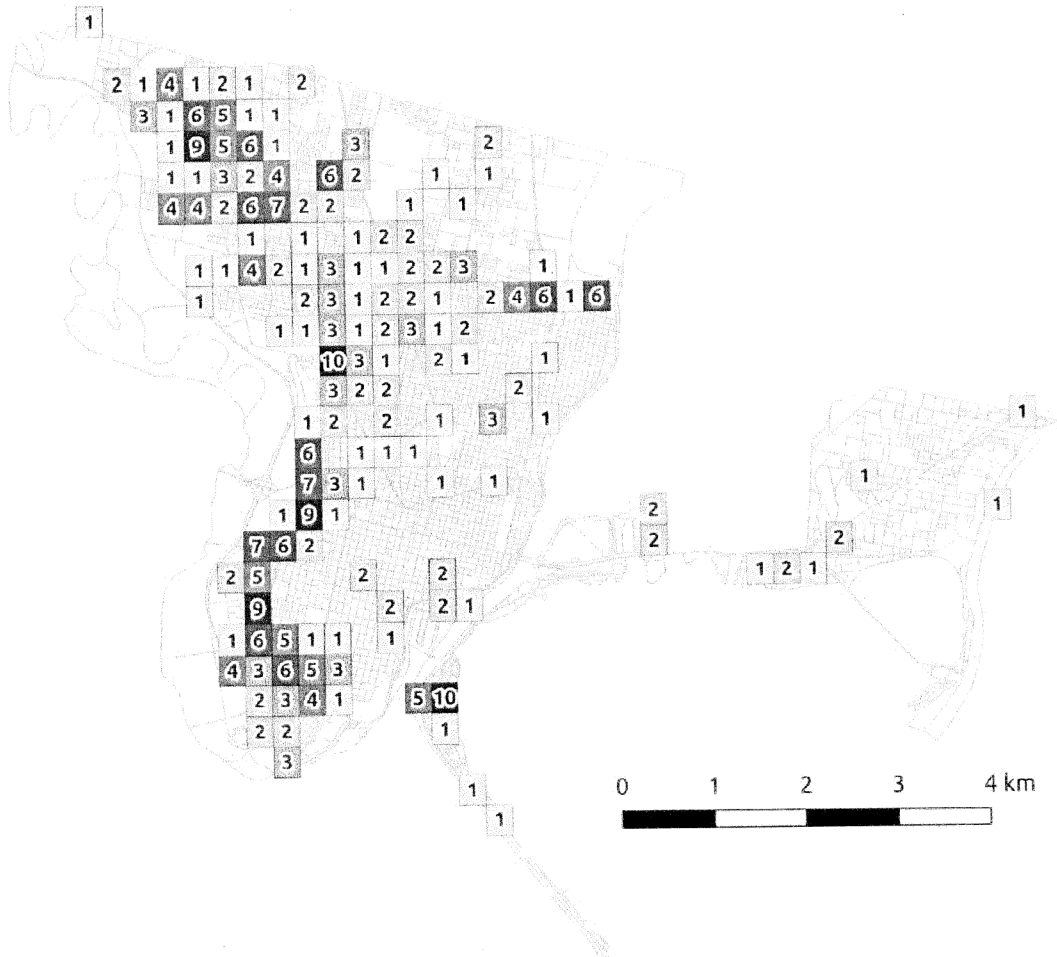 1
2 1 4 1 2 1 2
3 1 6 5 1 1
1 9 5 6 1 3 2
1 1 3 2 4 6 2 1 1
4 4 2 6 7 2 2 1 1
1 1 1 2 2
1 1 4 2 1 3 1 1 2 2 3 1
1 2 3 1 2 2 1 2 4 6 1 6
1 1 3 1 2 3 1 2
10 3 1 2 1 1
3 2 2 2
1 2 2 1 3 1 1
6 1 1 1 1
7 3 1 1 1 1
1 9 1 2
7 6 2 2 2
2 5 2 2 1 2 1
9 2 2 1
1 6 5 1 1 1
4 3 6 5 3
2 3 4 1 5 10
2 2 1
3
1
1
0 1 2 3 4 km